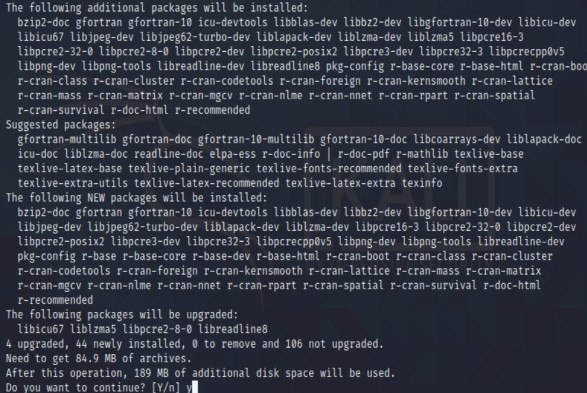 The following additional packages will be installed:
bzip2-doc gfortran gfortran-10 icu-devtools libblas-dev libbz2-dev libgfortran-10-dev libicu-dev
libicu67 libjpeg-dev libjpeg62-turbo-dev liblapack-dev liblzma-dev liblzma5 libpcre16-3
libpcre2-32-0 libpcre2-8-0 libpcre2-dev libpcre2-posix2 libpcre3-dev libpcre32-3 libpcrecpp0v5
libpng-dev libpng-tools libreadline-dev libreadline8 pkg-config r-base-core r-base-html r-cran-boo
r-cran-class r-cran-cluster r-cran-codetools r-cran-foreign r-cran-kernsmooth r-cran-lattice
r-cran-mass r-cran-matrix r-cran-mgcv r-cran-nlme r-cran-nnet r-cran-rpart r-cran-spatial
r-cran-survival r-doc-html r-recommended
Suggested packages:
gfortran-multilib gfortran-doc gfortran-10-multilib gfortran-10-doc libcoarrays-dev liblapack-doc
icu-doc liblzma-doc readline-doc elpa-ess r-doc-info | r-doc-pdf r-mathlib texlive-base
texlive-latex-base texlive-plain-generic texlive-fonts-recommended texlive-fonts-extra
texlive-extra-utils texlive-latex-recommended texlive-latex-extra texinfo
The following NEW packages will be installed:
bzip2-doc gfortran gfortran-10 icu-devtools libblas-dev libbz2-dev libgfortran-10-dev libicu-dev
libjpeg-dev libjpeg62-turbo-dev liblapack-dev liblzma-dev libpcre16-3 libpcre2-32-0 libpcre2-dev
libpcre2-posix2 libpcre3-dev libpcre32-3 libpcrecpp0v5 libpng-dev libpng-tools libreadline-dev
pkg-config r-base r-base-core r-base-dev r-base-html r-cran-boot r-cran-class r-cran-cluster
r-cran-codetools r-cran-foreign r-cran-kernsmooth r-cran-lattice r-cran-mass r-cran-matrix
r-cran-mgcv r-cran-nlme r-cran-nnet r-cran-rpart r-cran-spatial r-cran-survival r-doc-html
r-recommended
The following packages will be upgraded:
libicu67 liblzma5 libpcre2-8-0 libreadline8
4 upgraded, 44 newly installed, 0 to remove and 106 not upgraded.
Need to get 84.9 MB of archives.
After this operation, 189 MB of additional disk space will be used.
Do you want to continue? [Y/n] y